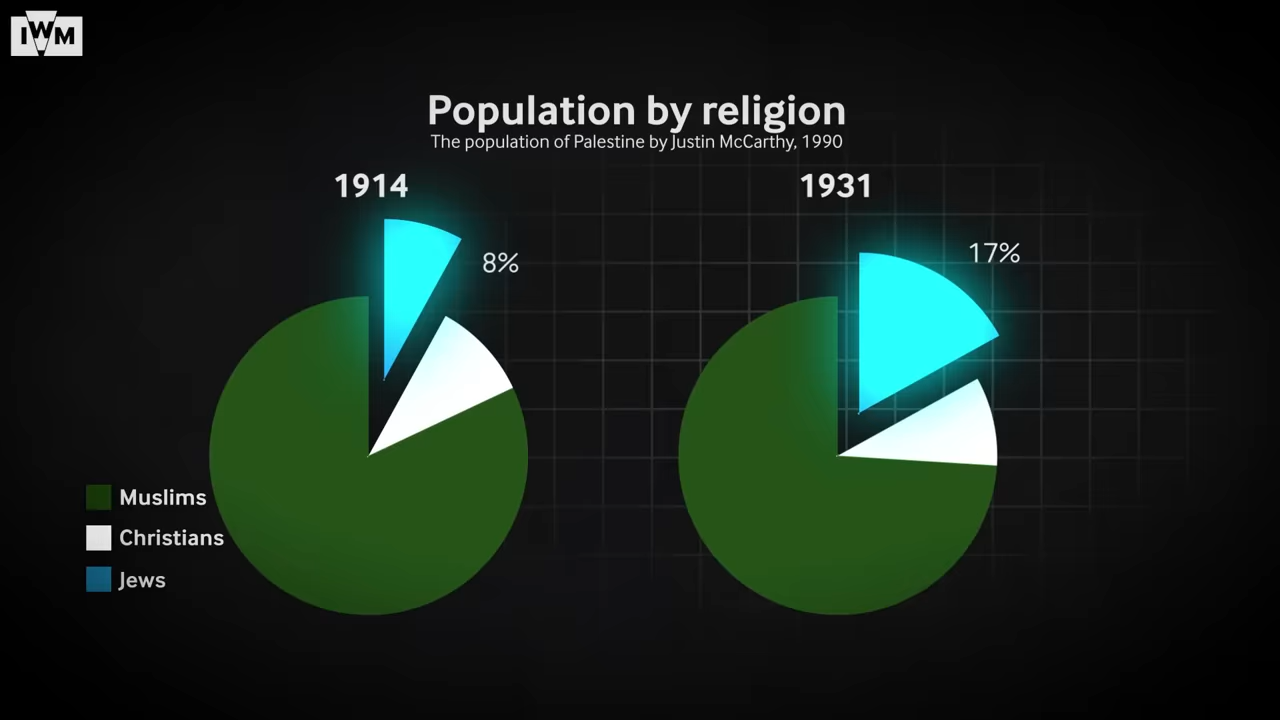 IWM
Population by religion
The population of Palestine by Justin McCarthy, 1990
1914
1931
8%
17%
Muslims
Christians
Jews